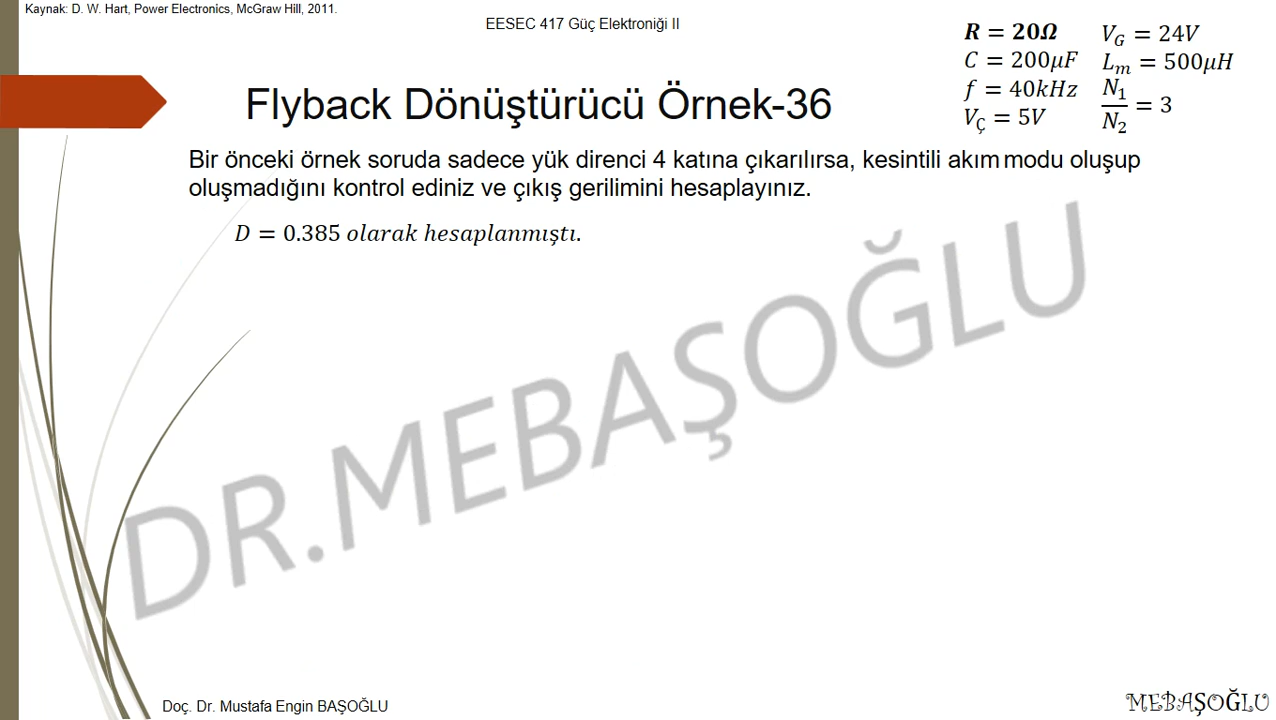 Kaynak: D. W. Hart, Power Electronics, McGraw Hill, 2011.
EESEC 417 Güç Elektroniği II
R = 20Ω V_G = 24V
C = 200μF L_m = 500μH
f = 40kHz N_1/N_2 = 3
V_Ç = 5V
Flyback Dönüştürücü Örnek-36
Bir önceki örnek soruda sadece yük direnci 4 katına çıkarılırsa, kesintili akım modu oluşup
oluşmadığını kontrol ediniz ve çıkış gerilimini hesaplayınız.
D = 0.385 olarak hesaplanmıştı.
DR.MEBAŞOĞLU
Doç. Dr. Mustafa Engin BAŞOĞLU
MEBAŞOĞLU